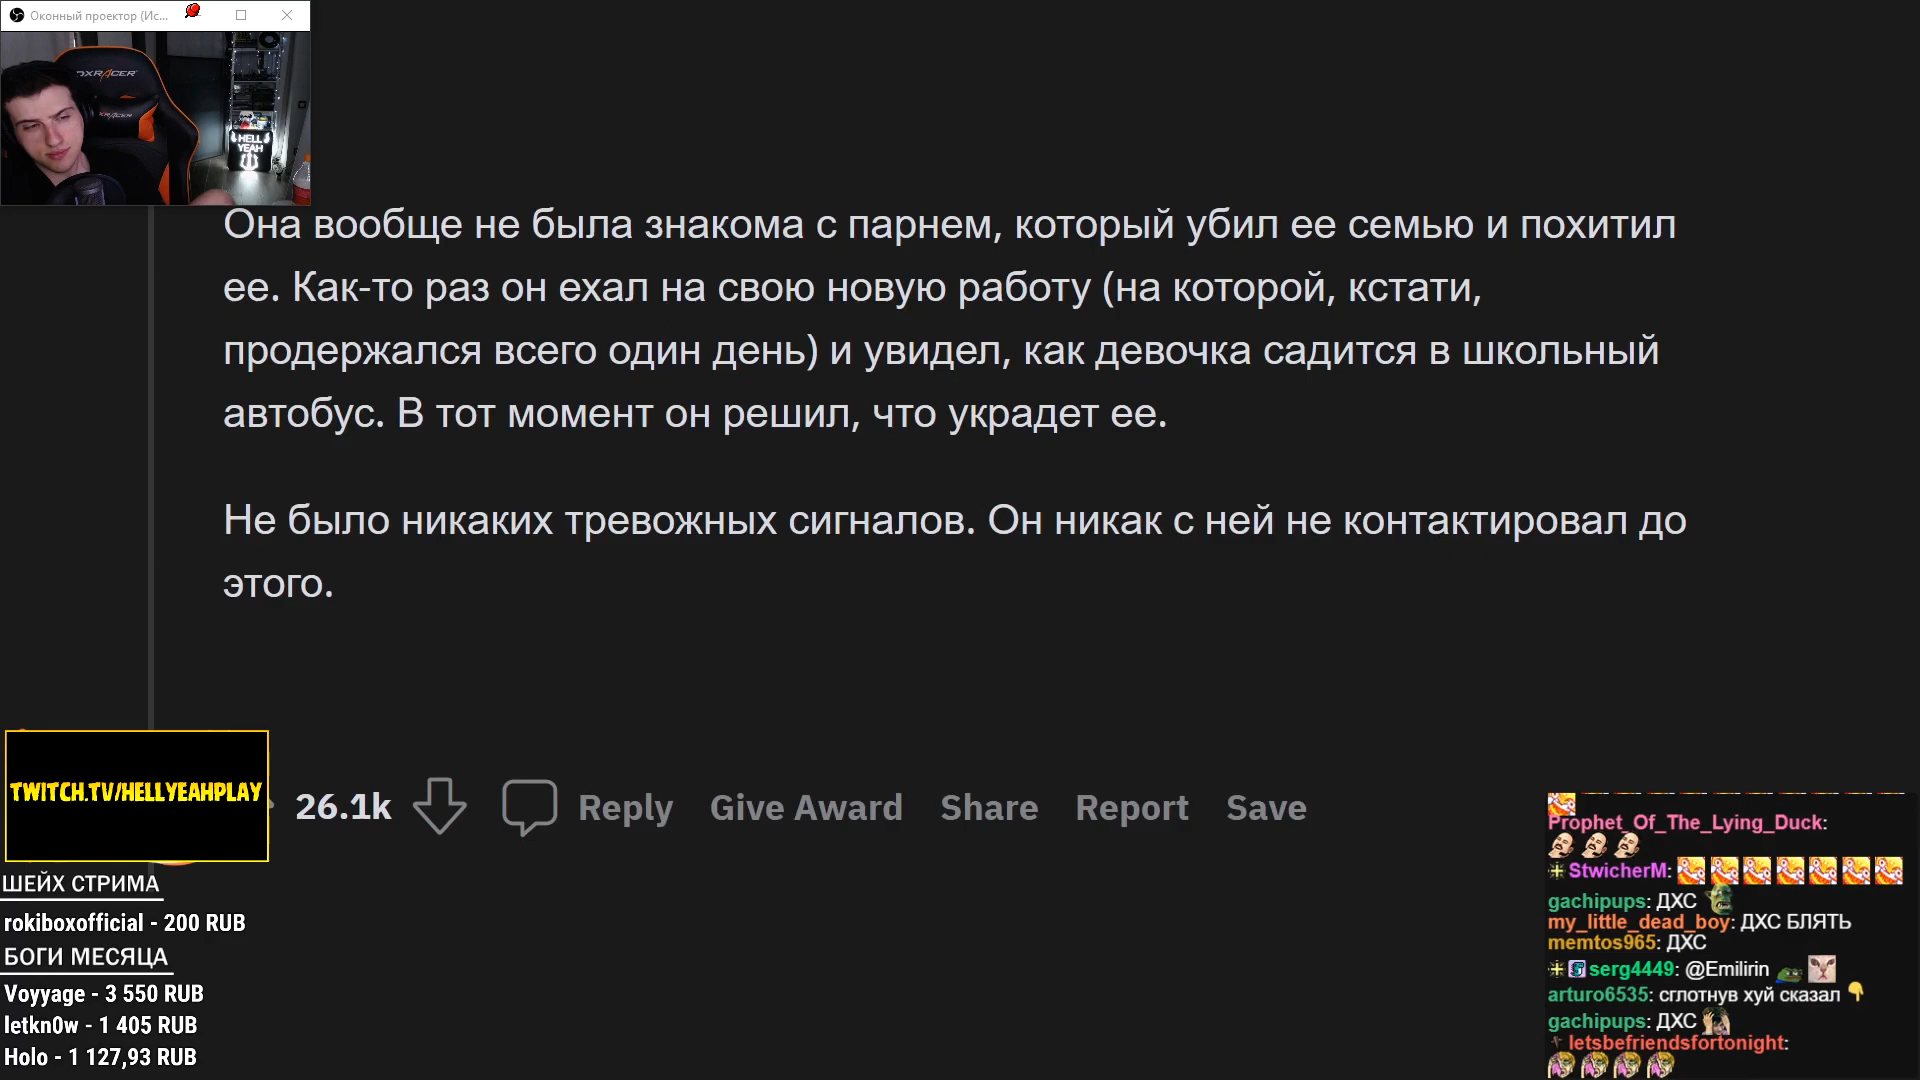 Оконный проектор (Ис...
DXRACER
HELL
YEAH
Она вообще не была знакома с парнем, который убил ее семью и похитил
ее. Как-то раз он ехал на свою новую работу (на которой, кстати,
продержался всего один день) и увидел, как девочка садится в школьный
автобус. В тот момент он решил, что украдет ее.
Не было никаких тревожных сигналов. Он никак с ней не контактировал до
этого.
26.1k Reply Give Award Share Report Save
TWITCH.TV/HELLYEAHPLAY
ШЕЙХ СТРИМА
rokiboxofficial - 200 RUB
БОГИ МЕСЯЦА
Voyyage - 3 550 RUB
letkn0w - 1 405 RUB
Holo - 1 127,93 RUB
Prophet_Of_The_Lying_Duck:
StwicherM:
gachipups: ДХС
my_little_dead_boy: ДХС БЛЯТЬ
memtos965: ДХС
serg4449: @Emilirin
arturo6535: сглотнув хуй сказал
gachipups: ДХС
letsbefriendsfortonight: